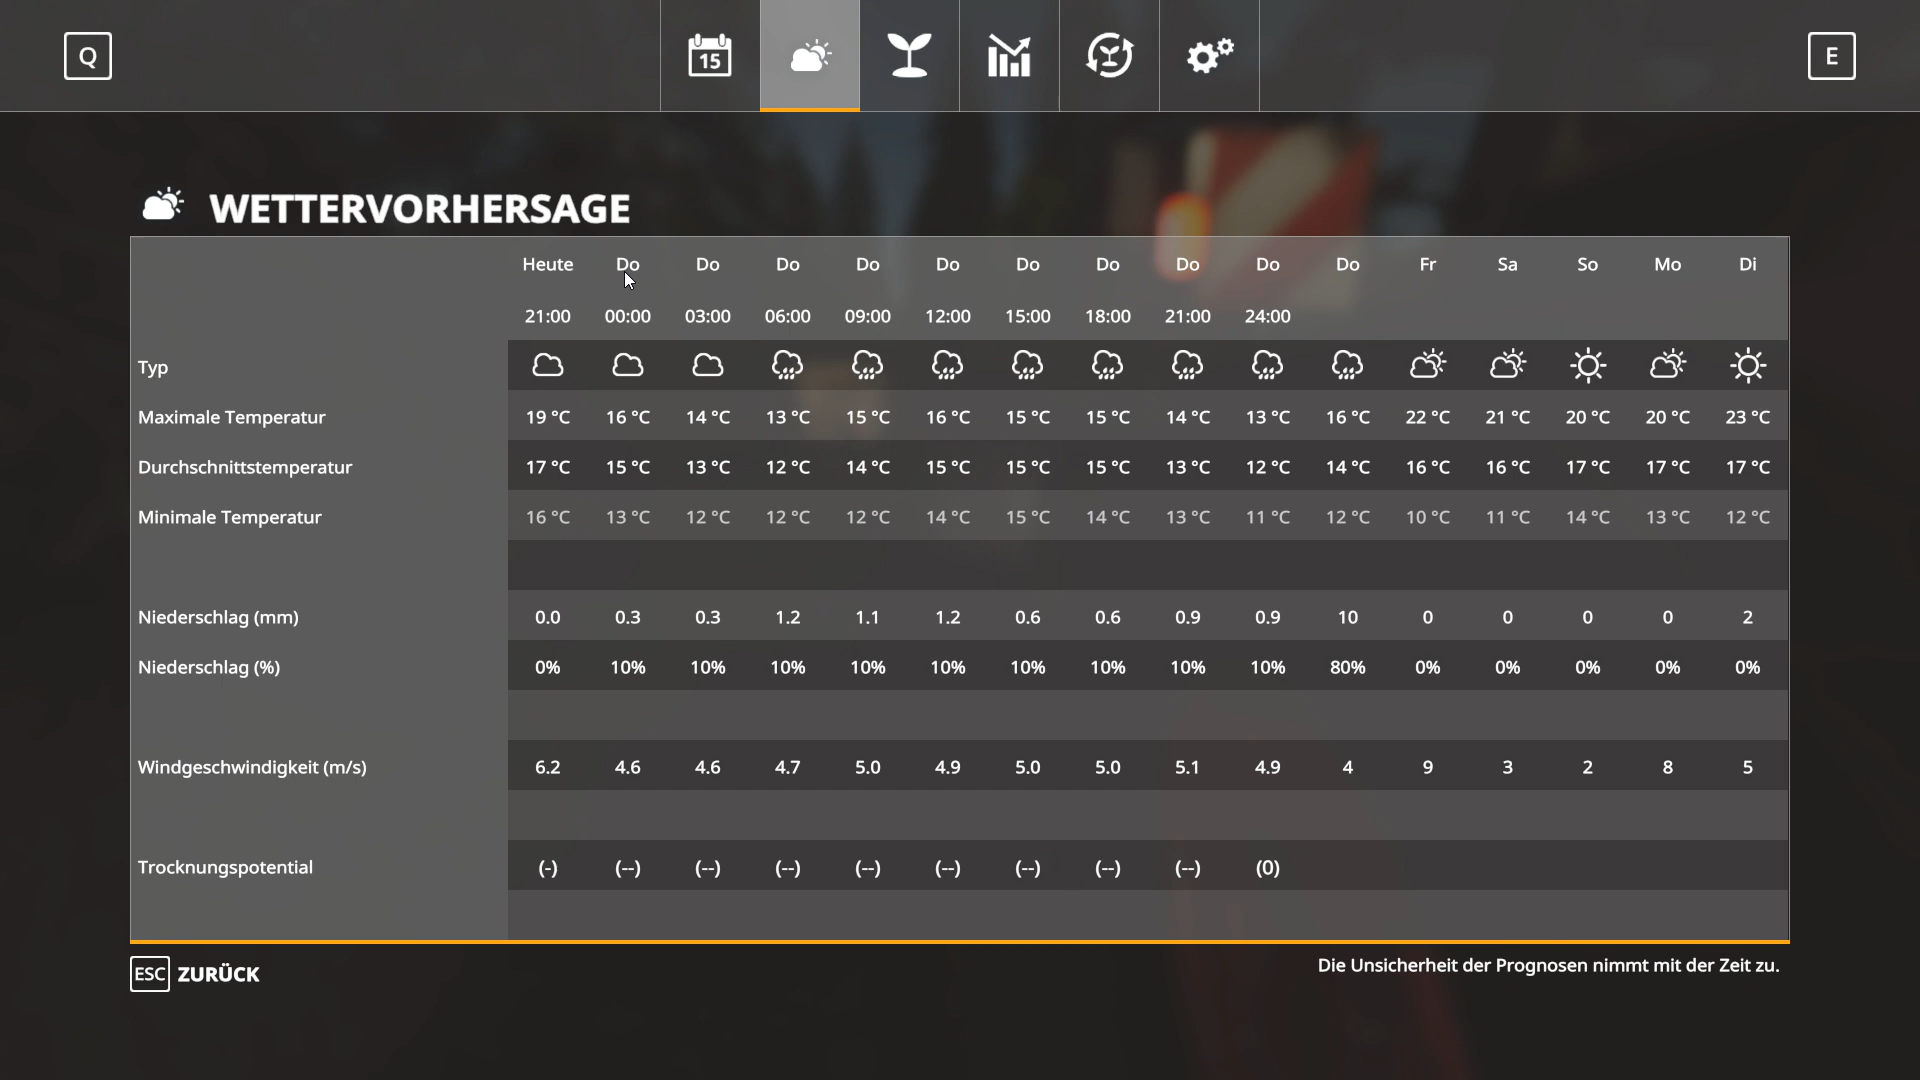 Q
15
E
WETTERVORHERSAGE
Heute Do Do Do Do Do Do Do Do Do Do Fr Sa So Mo Di
21:00 00:00 03:00 06:00 09:00 12:00 15:00 18:00 21:00 24:00
Typ
Maximale Temperatur 19 °C 16 °C 14 °C 13 °C 15 °C 16 °C 15 °C 15 °C 14 °C 13 °C 16 °C 22 °C 21 °C 20 °C 20 °C 23 °C
Durchschnittstemperatur 17 °C 15 °C 13 °C 12 °C 14 °C 15 °C 15 °C 15 °C 13 °C 12 °C 14 °C 16 °C 16 °C 17 °C 17 °C 17 °C
Minimale Temperatur 16 °C 13 °C 12 °C 12 °C 12 °C 14 °C 15 °C 14 °C 13 °C 11 °C 12 °C 10 °C 11 °C 14 °C 13 °C 12 °C
Niederschlag (mm) 0.0 0.3 0.3 1.2 1.1 1.2 0.6 0.6 0.9 0.9 10 0 0 0 0 2
Niederschlag (%) 0% 10% 10% 10% 10% 10% 10% 10% 10% 10% 80% 0% 0% 0% 0% 0%
Windgeschwindigkeit (m/s) 6.2 4.6 4.6 4.7 5.0 4.9 5.0 5.0 5.1 4.9 4 9 3 2 8 5
Trocknungspotential (-) (--) (--) (--) (--) (--) (--) (--) (--) (0)
ESC ZURÜCK
Die Unsicherheit der Prognosen nimmt mit der Zeit zu.